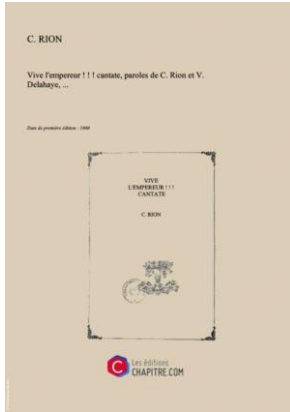 C. RION
Vive l'empereur ! ! ! cantate, paroles de C. Rion et V.
Delahaye, ...
Date de première édition :
VIVE
L'EMPEREUR ! ! !
CANTATE
C. RION
Les éditions
CHAPITRE.COM